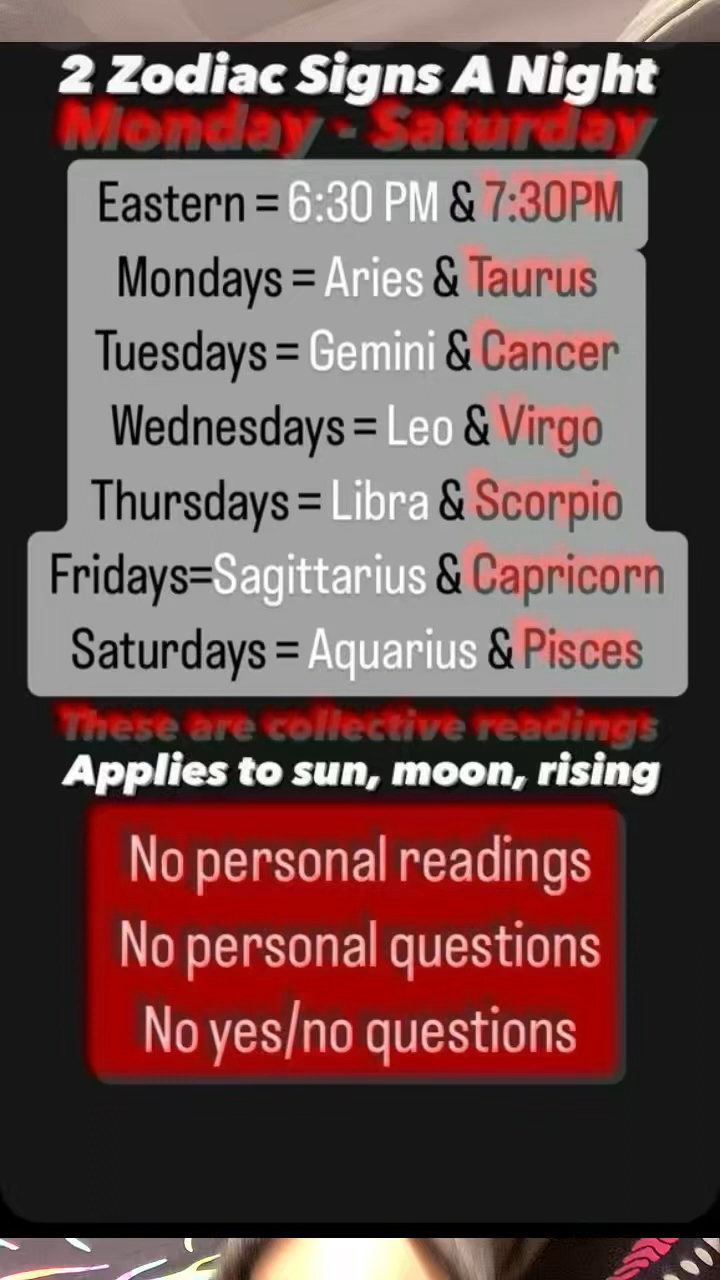 2 Zodiac Signs A Night
Monday - Saturday
Eastern = 6:30 PM & 7:30PM
Mondays = Aries & Taurus
Tuesdays = Gemini & Cancer
Wednesdays = Leo & Virgo
Thursdays = Libra & Scorpio
Fridays=Sagittarius & Capricorn
Saturdays = Aquarius & Pisces
These are collective readings
Applies to sun, moon, rising
No personal readings
No personal questions
No yes/no questions